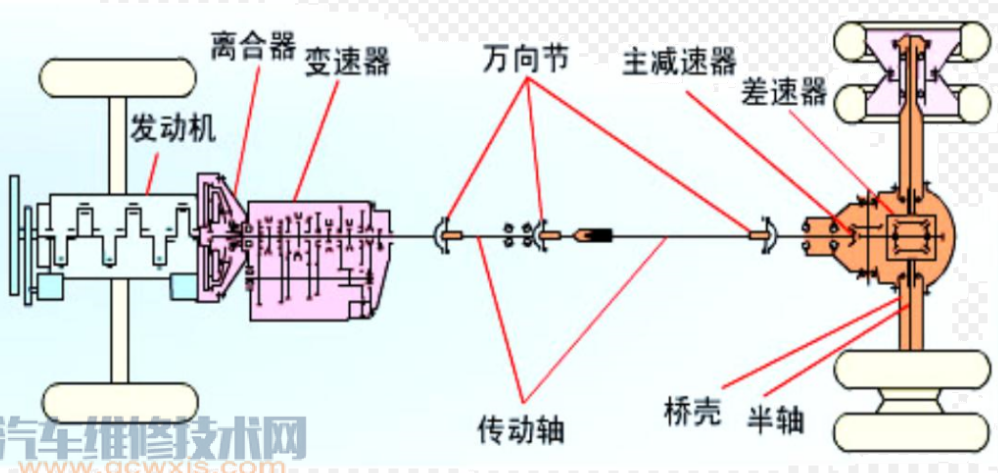 离合器
变速器
万向节
主减速器
差速器
发动机
传动轴
桥壳
半轴
汽车维修技术网
www.qcwxjs.com